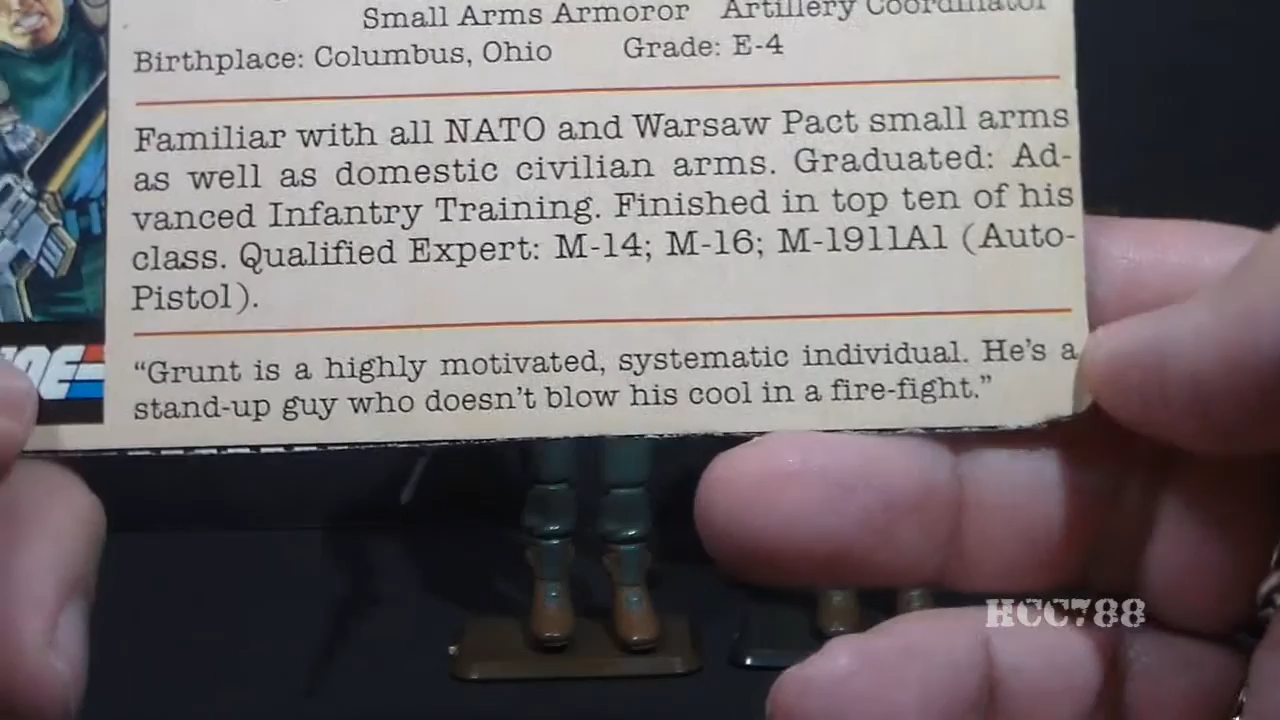 Small Arms Armoror Artillery Coordinator
Birthplace: Columbus, Ohio Grade: E-4
Familiar with all NATO and Warsaw Pact small arms
as well as domestic civilian arms. Graduated: Ad-
vanced Infantry Training. Finished in top ten of his
class. Qualified Expert: M-14; M-16; M-1911A1 (Auto-
Pistol).
"Grunt is a highly motivated, systematic individual. He's a
stand-up guy who doesn't blow his cool in a fire-fight."
JOE
HCC788